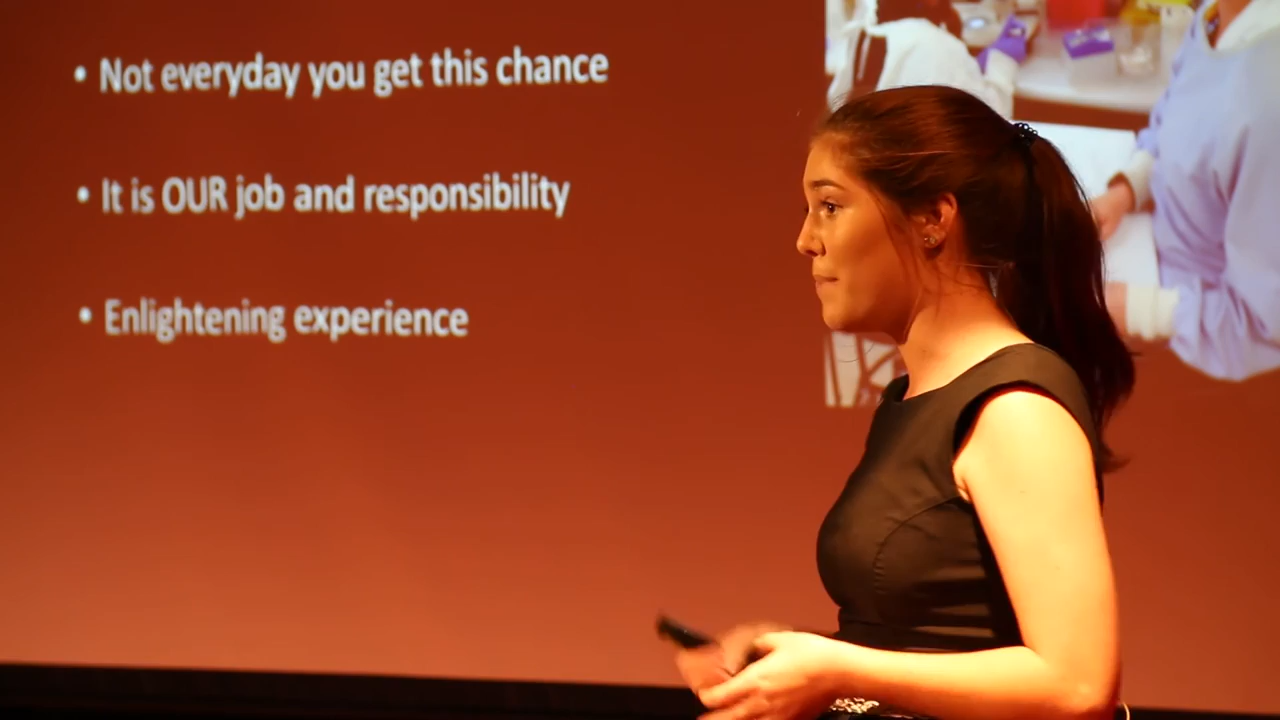 • Not everyday you get this chance
• It is OUR job and responsibility
• Enlightening experience